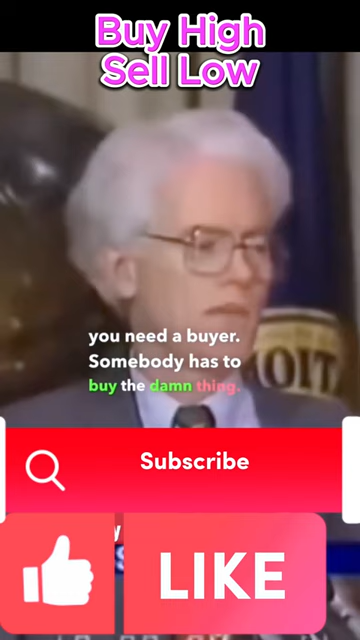 Buy High
Sell Low
you need a buyer.
Somebody has to
buy the damn thing.
Subscribe
LIKE